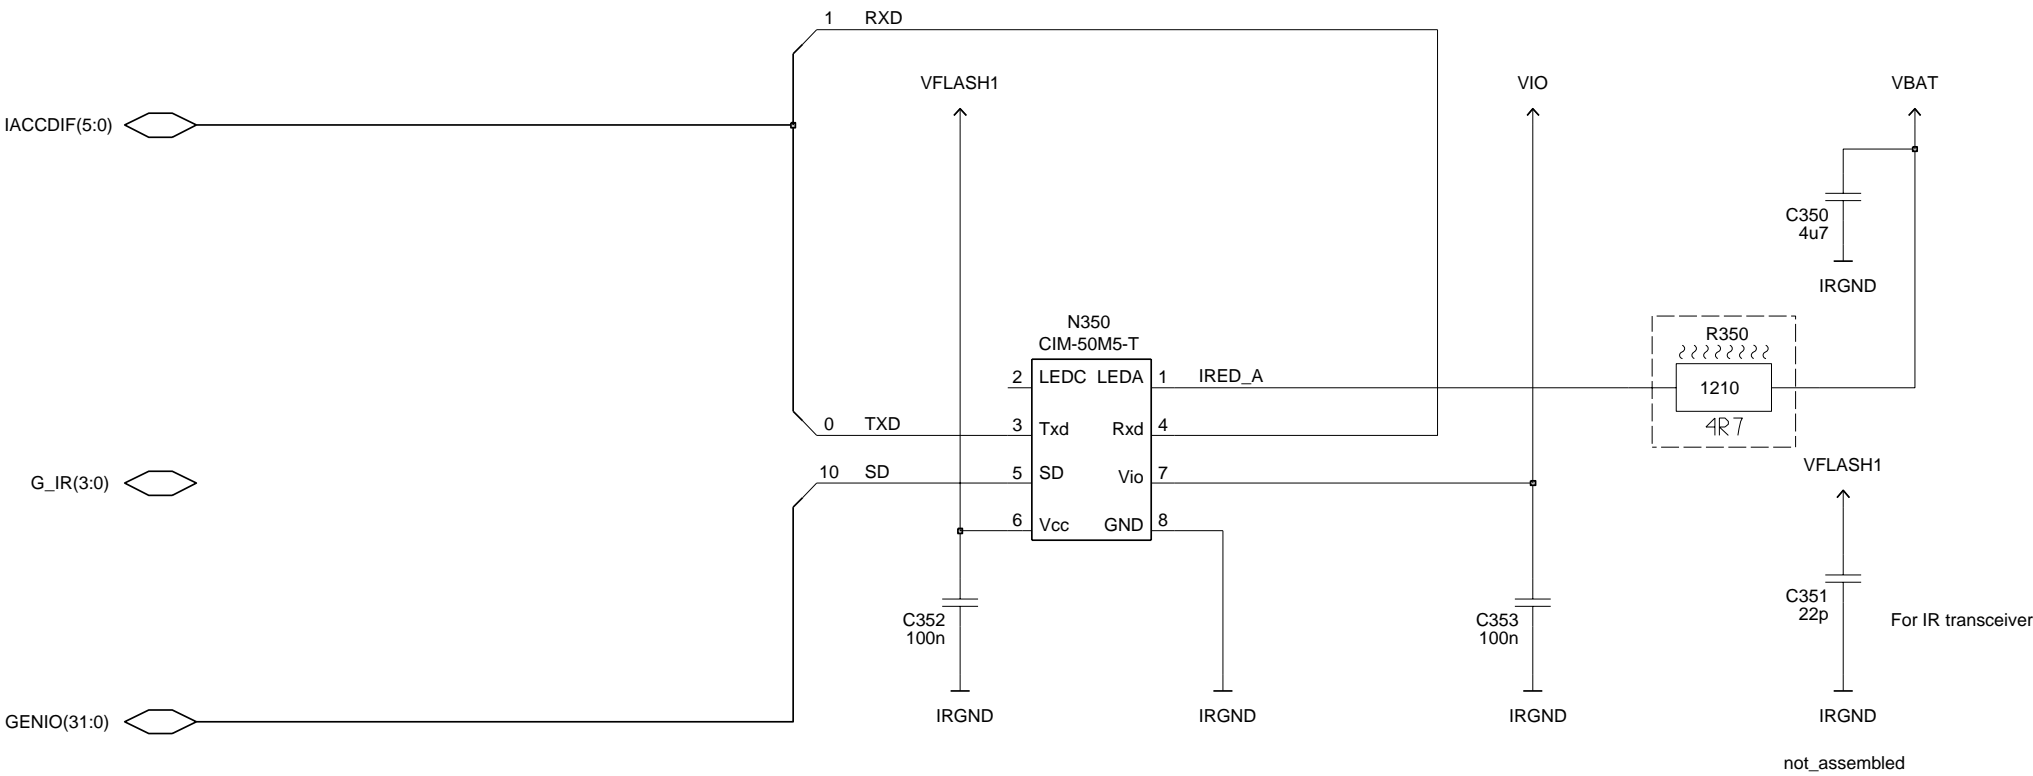 1 RXD
VFLASH1 VIO VBAT
IACCDIF(5:0)
C350
4u7
IRGND
N350
CIM-50M5-T
R350
2 LEDC LEDA 1 IRED_A
1210
0 TXD 3 Txd Rxd 4
4R7
G_IR(3:0)
10 SD 5 SD Vio 7
VFLASH1
6 Vcc GND 8
C352
100n
C353
100n
C351
22p
For IR transceiver
IRGND IRGND IRGND IRGND
GENIO(31:0)
not_assembled